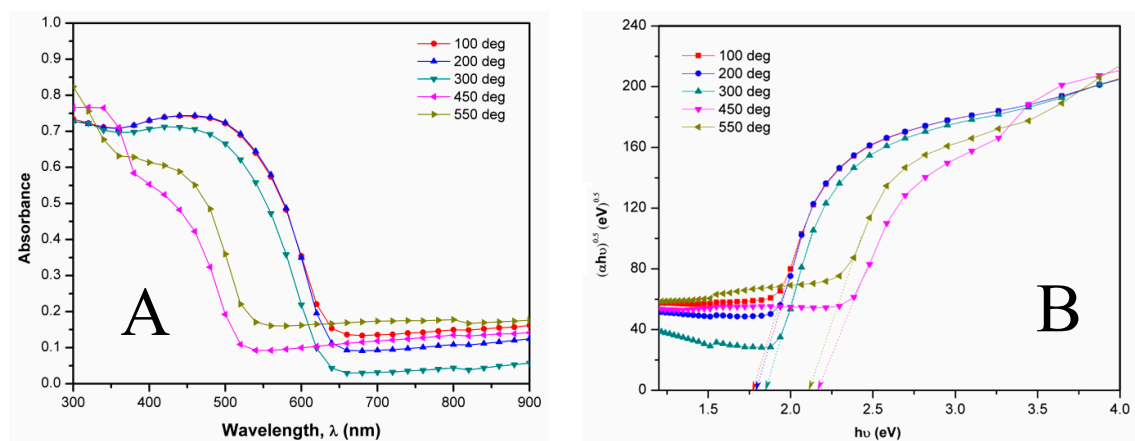 1.0
0.9
0.8
0.7
0.6
0.5
0.4
0.3
0.2
0.1
0.0
300 400 500 600 700 800 900
Absorbance
Wavelength, λ (nm)
100 deg
200 deg
300 deg
450 deg
550 deg
A
240
200
160
120
80
40
0
1.5 2.0 2.5 3.0 3.5 4.0
(αhυ)^0.5 (eV)^0.5
hυ (eV)
100 deg
200 deg
300 deg
450 deg
550 deg
B